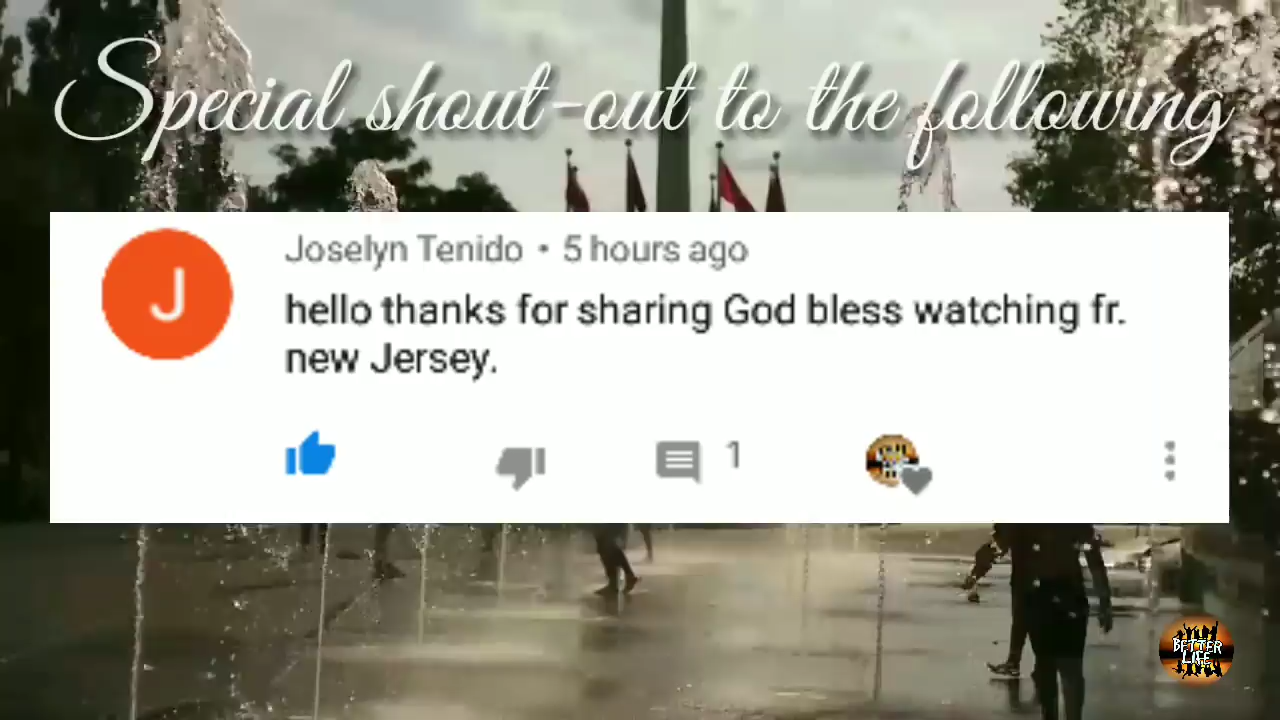 Special shout-out to the following
Joselyn Tenido • 5 hours ago
J
hello thanks for sharing God bless watching fr.
new Jersey.
1
BETTER
LIFE